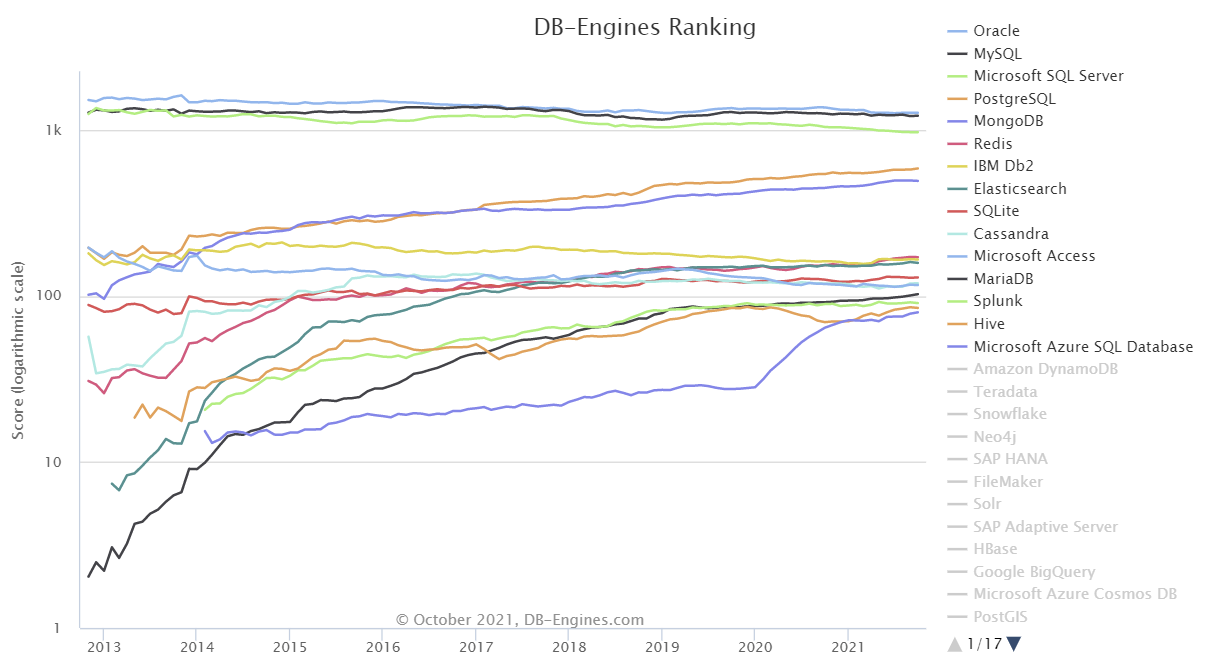 DB-Engines Ranking
Score (logarithmic scale)
1k
100
10
1
2013 2014 2015 2016 2017 2018 2019 2020 2021
© October 2021, DB-Engines.com
Oracle
MySQL
Microsoft SQL Server
PostgreSQL
MongoDB
Redis
IBM Db2
Elasticsearch
SQLite
Cassandra
Microsoft Access
MariaDB
Splunk
Hive
Microsoft Azure SQL Database
Amazon DynamoDB
Teradata
Snowflake
Neo4j
SAP HANA
FileMaker
Solr
SAP Adaptive Server
HBase
Google BigQuery
Microsoft Azure Cosmos DB
PostGIS
1/17